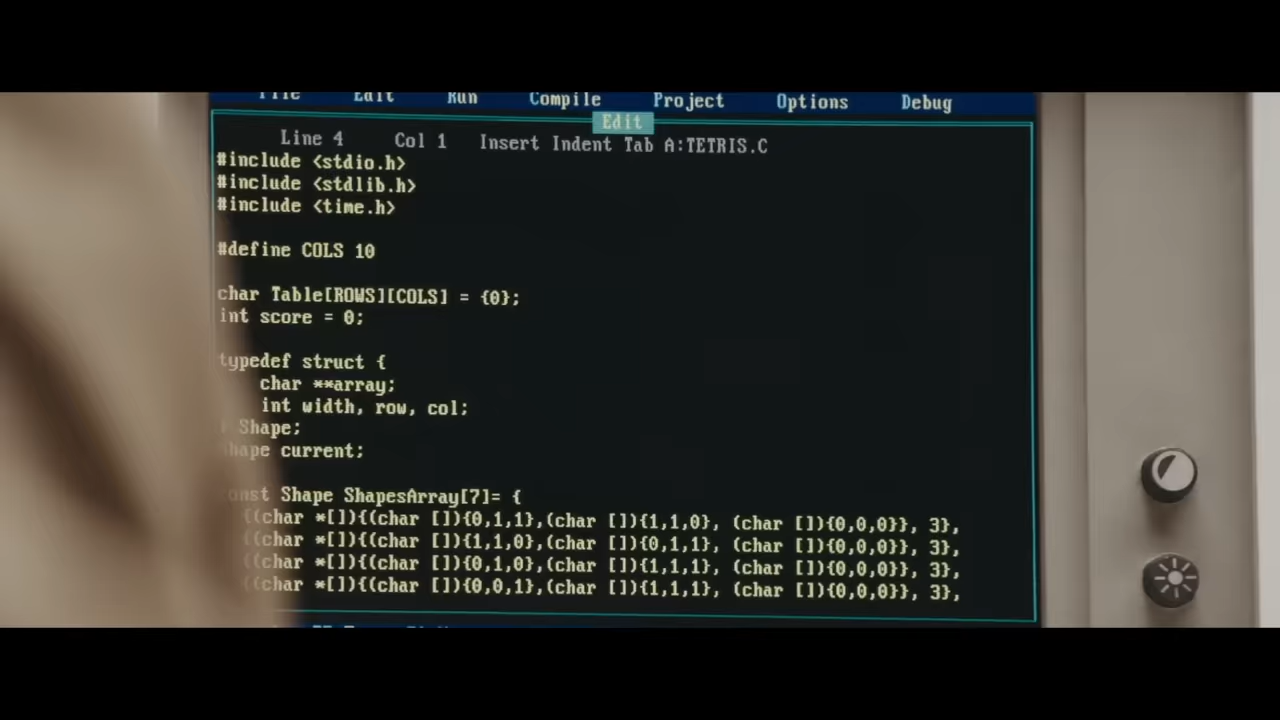 File Edit Run Compile Project Options Debug
Edit
Line 4 Col 1 Insert Indent Tab A:TETRIS.C
#include <stdio.h>
#include <stdlib.h>
#include <time.h>
#define COLS 10
char Table[ROWS][COLS] = {0};
int score = 0;
typedef struct {
char **array;
int width, row, col;
Shape;
Shape current;
const Shape ShapesArray[7]= {
{(char *[]){(char []){0,1,1},(char []){1,1,0}, (char []){0,0,0}}, 3},
{(char *[]){(char []){1,1,0},(char []){0,1,1}, (char []){0,0,0}}, 3},
{(char *[]){(char []){0,1,0},(char []){1,1,1}, (char []){0,0,0}}, 3},
{(char *[]){(char []){0,0,1},(char []){1,1,1}, (char []){0,0,0}}, 3},